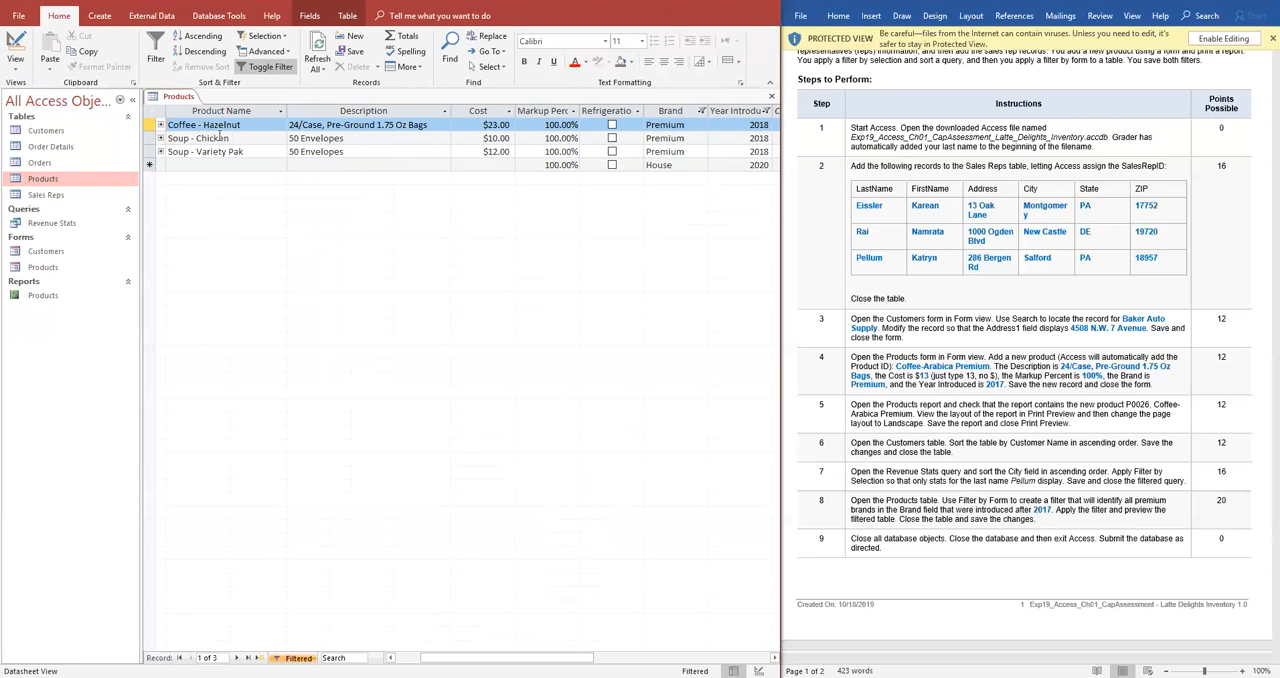 File Home Create External Data Database Tools Help Fields Table Tell me what you want to do
View
Views
Cut
Copy
Format Painter
Paste
Clipboard
Filter
Ascending
Descending
Remove Sort
Selection
Advanced
Toggle Filter
Sort & Filter
Refresh
All
New
Save
Delete
Totals
Spelling
More
Records
Find
Replace
Go To
Select
Find
Calibri 11
B I U
Text Formatting
All Access Obje...
Tables
Customers
Order Details
Orders
Products
Sales Reps
Queries
Revenue Stats
Forms
Customers
Products
Reports
Products
Products
Product Name Description Cost Markup Perc Refrigeratio Brand Year Introdu
Coffee - Hazelnut 24/Case, Pre-Ground 1.75 Oz Bags $23.00 100.00% Premium 2018
Soup - Chicken 50 Envelopes $10.00 100.00% Premium 2018
Soup - Variety Pak 50 Envelopes $12.00 100.00% Premium 2018
100.00% House 2020
Record: 1 of 3 Filtered Search
Datasheet View Filtered
File Home Insert Draw Design Layout References Mailings Review View Help Search Share
PROTECTED VIEW Be careful—files from the Internet can contain viruses. Unless you need to edit, it's
safer to stay in Protected View.
Enable Editing
representatives (reps) information, and then add the sales rep records. You add a new product using a form and print a report.
You apply a filter by selection and sort a query, and then you apply a filter by form to a table. You save both filters.
Steps to Perform:
Step Instructions Points
Possible
1 Start Access. Open the downloaded Access file named 0
Exp19_Access_Ch01_CapAssessment_Latte_Delights_Inventory.accdb. Grader has
automatically added your last name to the beginning of the filename.
2 Add the following records to the Sales Reps table, letting Access assign the SalesRepID: 16
LastName FirstName Address City State ZIP
Eissler Karean 13 Oak Montgomer PA 17752
Lane y
Rai Namrata 1000 Ogden New Castle DE 19720
Blvd
Pellum Katryn 286 Bergen Salford PA 18957
Rd
Close the table.
3 Open the Customers form in Form view. Use Search to locate the record for Baker Auto 12
Supply. Modify the record so that the Address1 field displays 4508 N.W. 7 Avenue. Save and
close the form.
4 Open the Products form in Form view. Add a new product (Access will automatically add the 12
Product ID): Coffee-Arabica Premium. The Description is 24/Case, Pre-Ground 1.75 Oz
Bags, the Cost is $13 (just type 13, no $), the Markup Percent is 100%, the Brand is
Premium, and the Year Introduced is 2017. Save the new record and close the form.
5 Open the Products report and check that the report contains the new product P0026, Coffee- 12
Arabica Premium. View the layout of the report in Print Preview and then change the page
layout to Landscape. Save the report and close Print Preview.
6 Open the Customers table. Sort the table by Customer Name in ascending order. Save the 12
changes and close the table.
7 Open the Revenue Stats query and sort the City field in ascending order. Apply Filter by 16
Selection so that only stats for the last name Pellum display. Save and close the filtered query.
8 Open the Products table. Use Filter by Form to create a filter that will identify all premium 20
brands in the Brand field that were introduced after 2017. Apply the filter and preview the
filtered table. Close the table and save the changes.
9 Close all database objects. Close the database and then exit Access. Submit the database as 0
directed.
Created On: 10/18/2019 1 Exp19_Access_Ch01_CapAssessment - Latte Delights Inventory 1.0
Page 1 of 2 423 words 100%